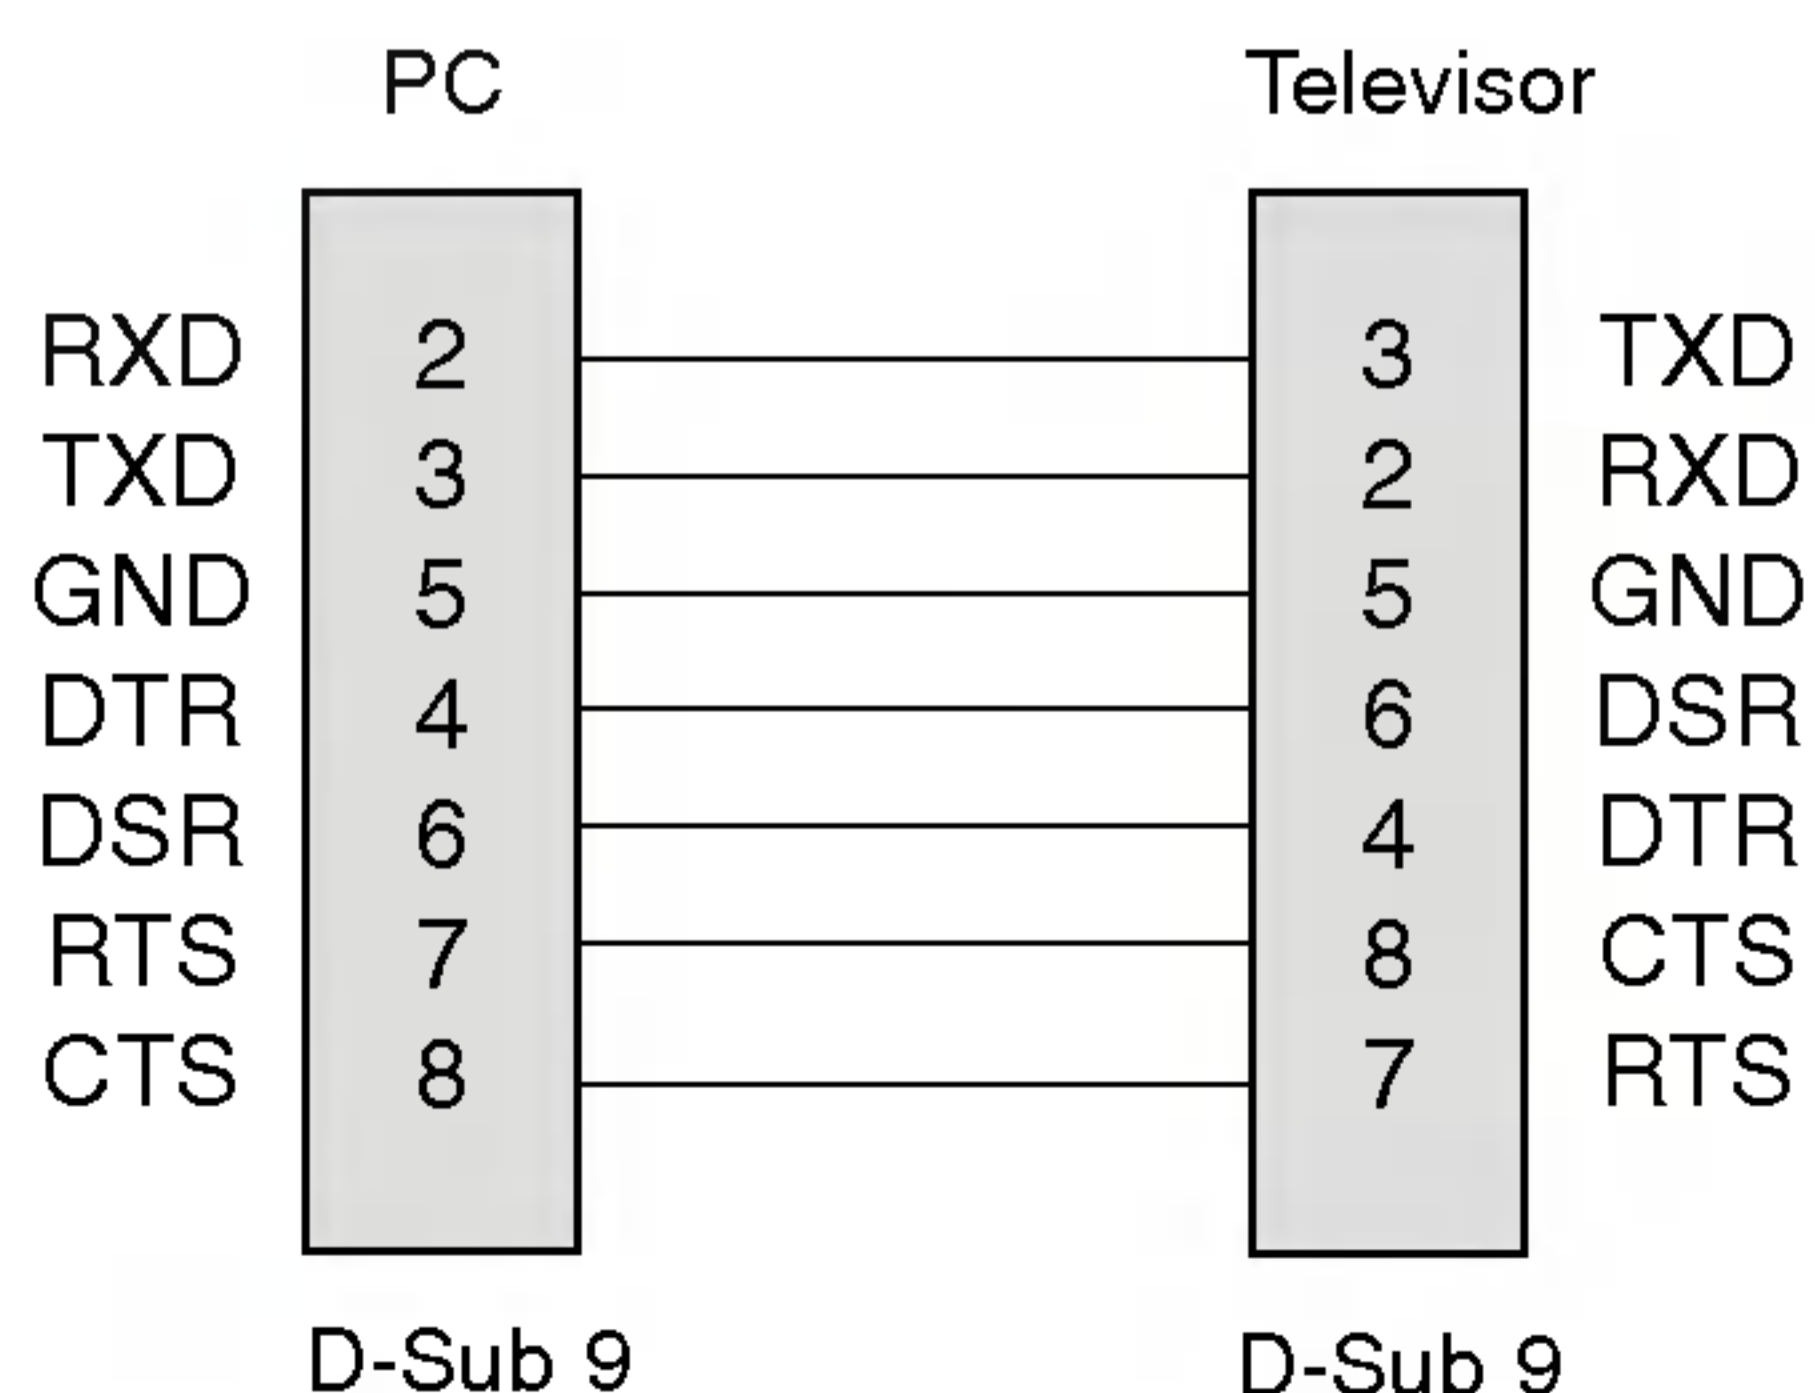 PC Televisor
RXD 2 3 TXD
TXD 3 2 RXD
GND 5 5 GND
DTR 4 6 DSR
DSR 6 4 DTR
RTS 7 8 CTS
CTS 8 7 RTS
D-Sub 9 D-Sub 9